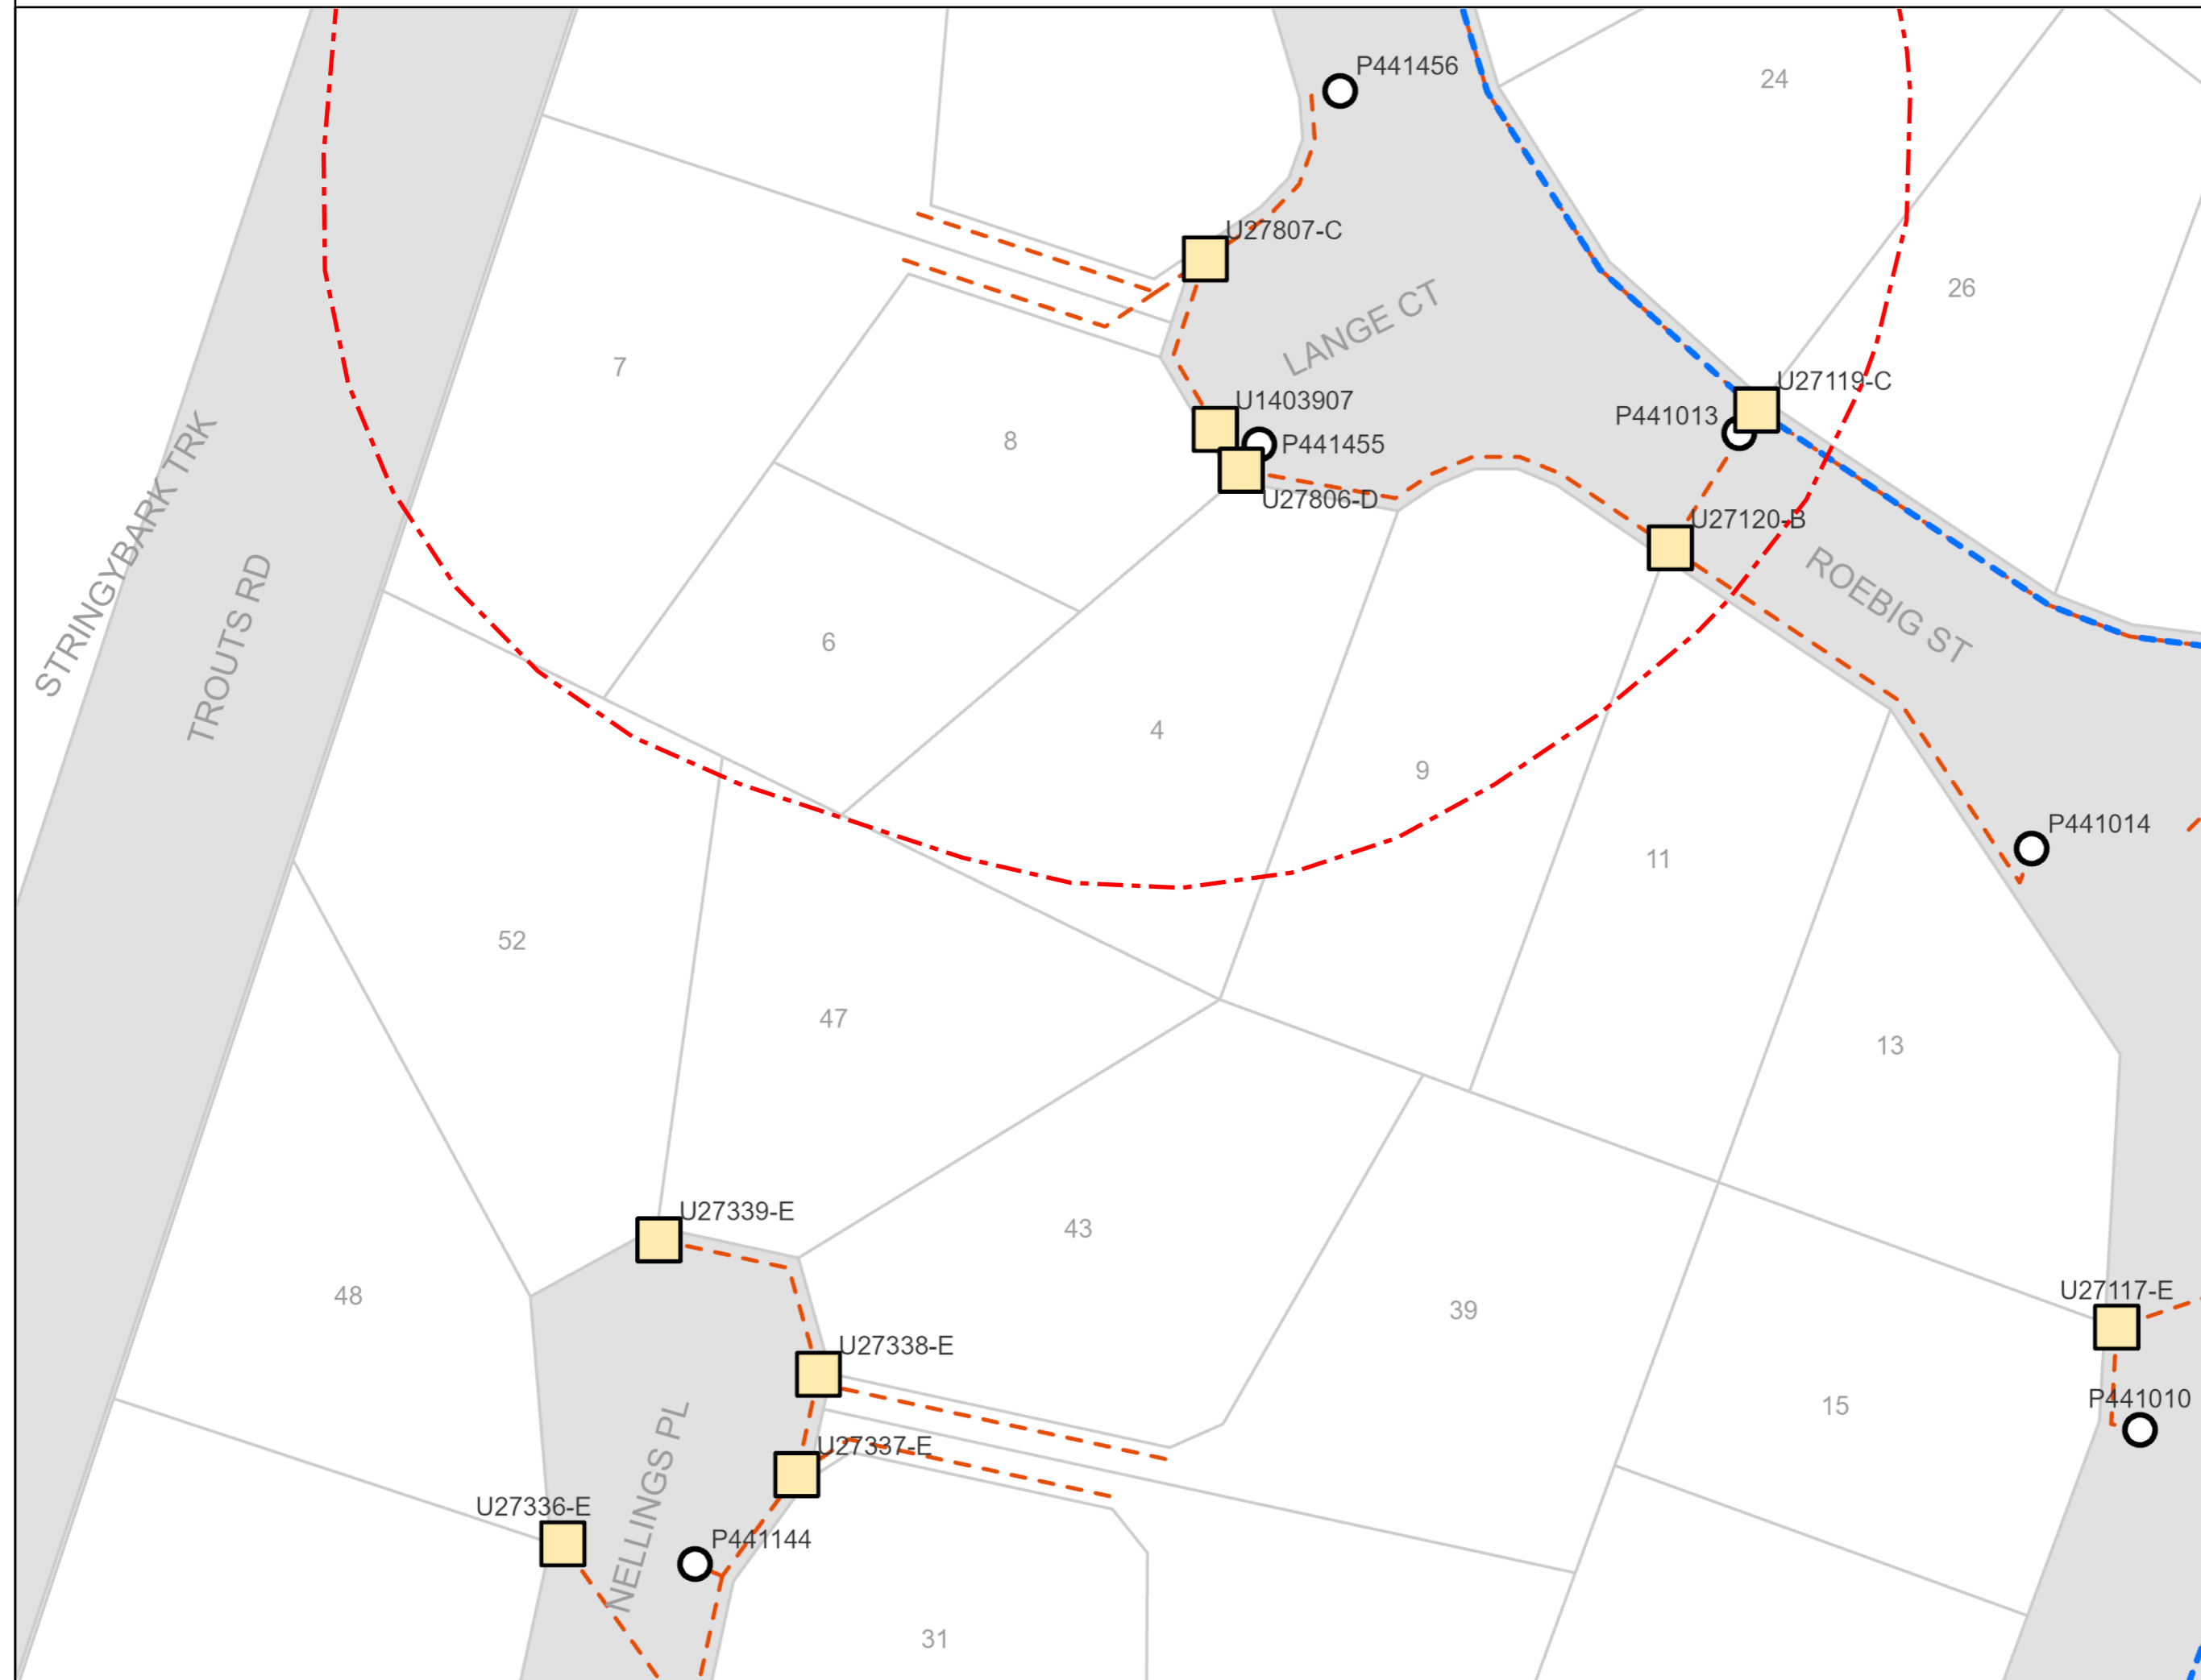 P441456
24
U27807-C
26
LANGE CT
7
U27119-C
U1403907
P441013
8
P441455
U27806-D
U27120-B
STRINGYBARK TRK
TROUTS RD
ROEBIG ST
6
4
9
P441014
11
52
47
13
U27339-E
43
U27117-E
48
39
U27338-E
P441010
15
U27337-E
NELLINGS PL
U27336-E
P441144
31